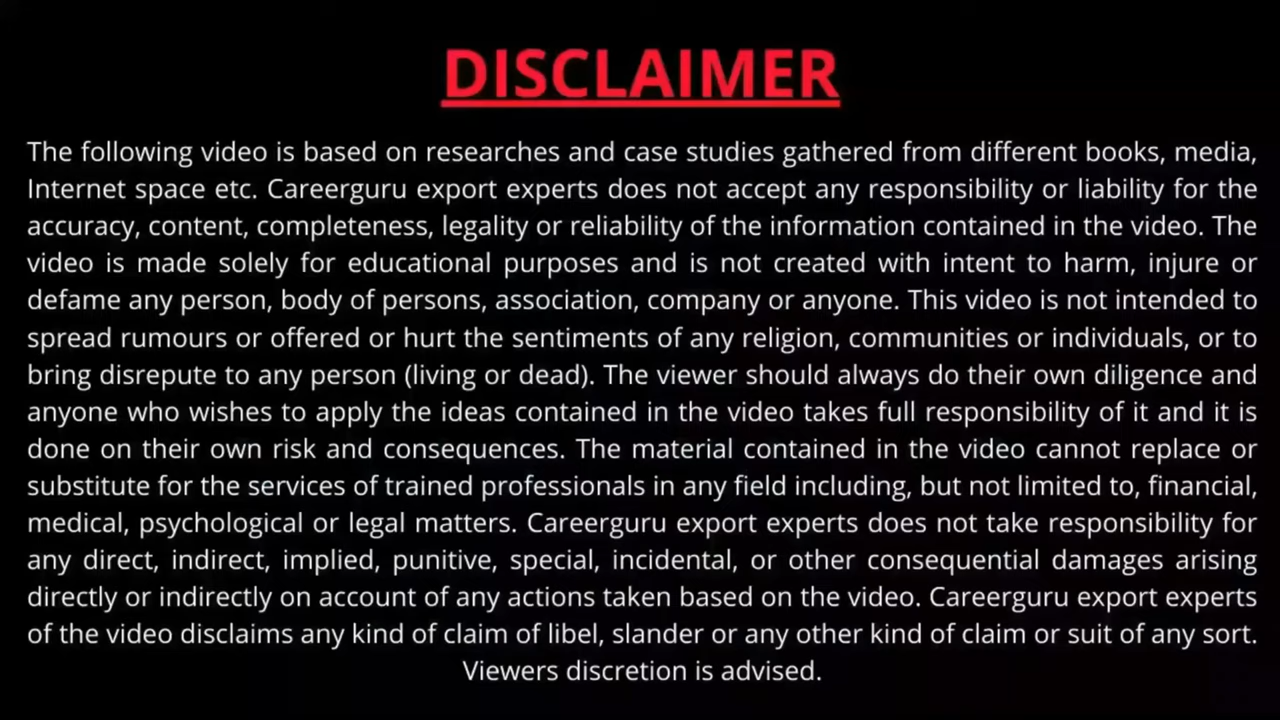 DISCLAIMER
The following video is based on researches and case studies gathered from different books, media,
Internet space etc. Careerguru export experts does not accept any responsibility or liability for the
accuracy, content, completeness, legality or reliability of the information contained in the video. The
video is made solely for educational purposes and is not created with intent to harm, injure or
defame any person, body of persons, association, company or anyone. This video is not intended to
spread rumours or offered or hurt the sentiments of any religion, communities or individuals, or to
bring disrepute to any person (living or dead). The viewer should always do their own diligence and
anyone who wishes to apply the ideas contained in the video takes full responsibility of it and it is
done on their own risk and consequences. The material contained in the video cannot replace or
substitute for the services of trained professionals in any field including, but not limited to, financial,
medical, psychological or legal matters. Careerguru export experts does not take responsibility for
any direct, indirect, implied, punitive, special, incidental, or other consequential damages arising
directly or indirectly on account of any actions taken based on the video. Careerguru export experts
of the video disclaims any kind of claim of libel, slander or any other kind of claim or suit of any sort.
Viewers discretion is advised.